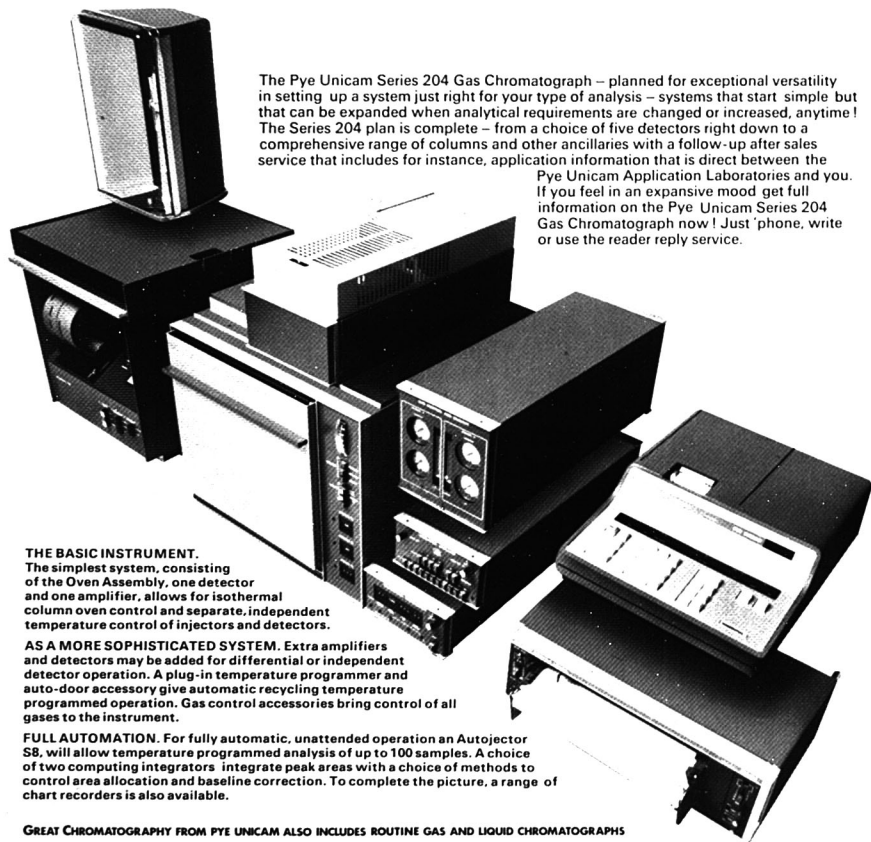 The Pye Unicam Series 204 Gas Chromatograph – planned for exceptional versatility
in setting up a system just right for your type of analysis – systems that start simple but
that can be expanded when analytical requirements are changed or increased, anytime !
The Series 204 plan is complete – from a choice of five detectors right down to a
comprehensive range of columns and other ancillaries with a follow-up after sales
service that includes for instance, application information that is direct between the
Pye Unicam Application Laboratories and you.
If you feel in an expansive mood get full
information on the Pye Unicam Series 204
Gas Chromatograph now ! Just 'phone, write
or use the reader reply service.
THE BASIC INSTRUMENT.
The simplest system, consisting
of the Oven Assembly, one detector
and one amplifier, allows for isothermal
column oven control and separate, independent
temperature control of injectors and detectors.
AS A MORE SOPHISTICATED SYSTEM. Extra amplifiers
and detectors may be added for differential or independent
detector operation. A plug-in temperature programmer and
auto-door accessory give automatic recycling temperature
programmed operation. Gas control accessories bring control of all
gases to the instrument.
FULL AUTOMATION. For fully automatic, unattended operation an Autojector
S8, will allow temperature programmed analysis of up to 100 samples. A choice
of two computing integrators integrate peak areas with a choice of methods to
control area allocation and baseline correction. To complete the picture, a range of
chart recorders is also available.
GREAT CHROMATOGRAPHY FROM PYE UNICAM ALSO INCLUDES ROUTINE GAS AND LIQUID CHROMATOGRAPHS